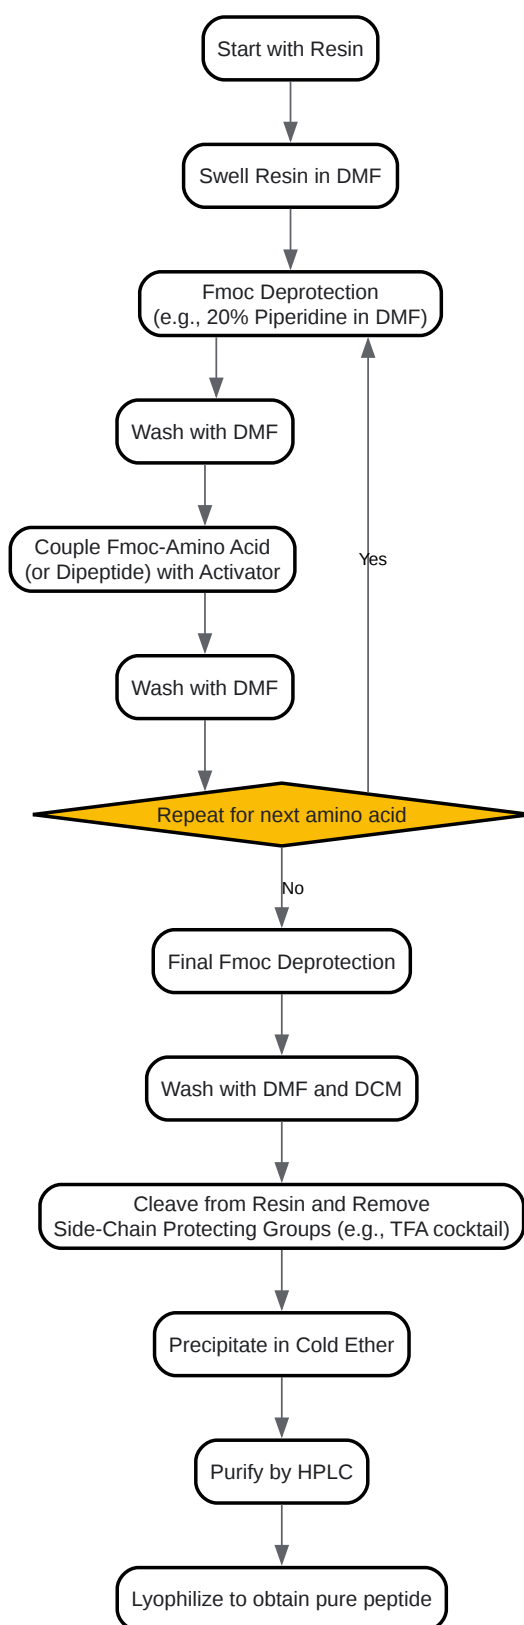 Start with Resin
Swell Resin in DMF
Fmoc Deprotection
(e.g., 20% Piperidine in DMF)
Wash with DMF
Couple Fmoc-Amino Acid
(or Dipeptide) with Activator
Yes
Wash with DMF
Repeat for next amino acid
No
Final Fmoc Deprotection
Wash with DMF and DCM
Cleave from Resin and Remove
Side-Chain Protecting Groups (e.g., TFA cocktail)
Precipitate in Cold Ether
Purify by HPLC
Lyophilize to obtain pure peptide